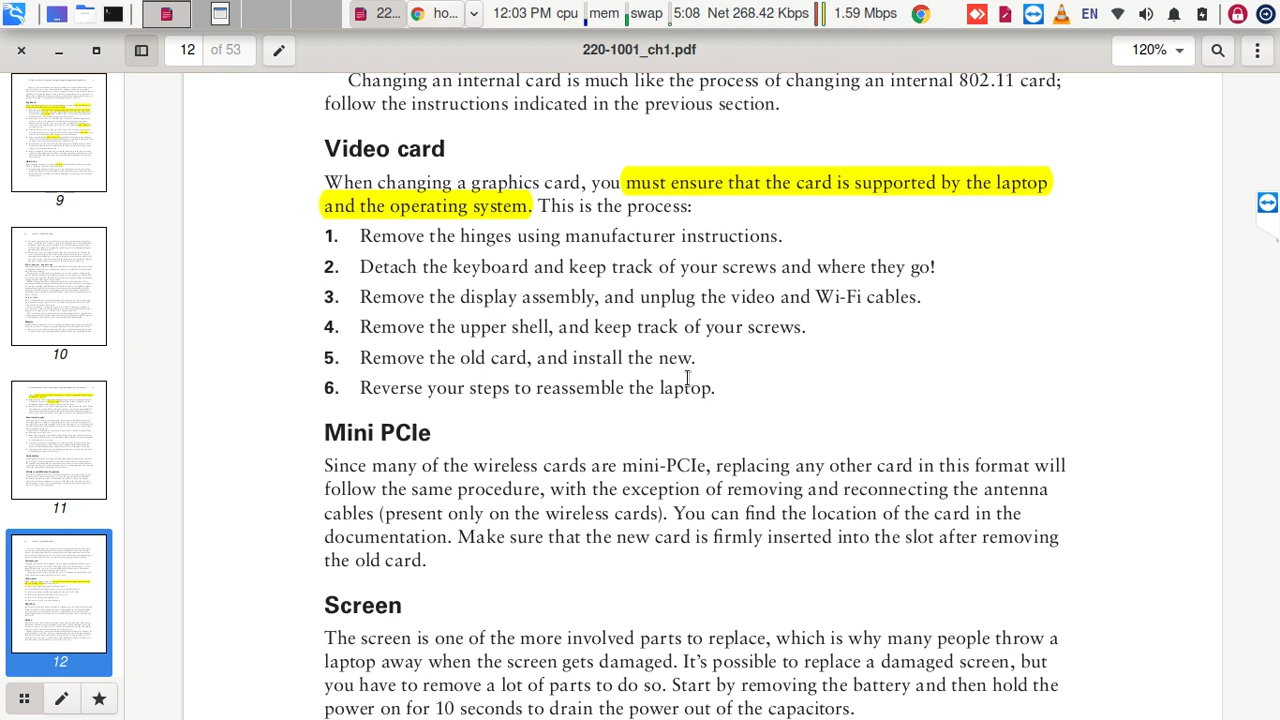 22...
ho...
12:21 PM cpu mem swap 5:08 Net 268.42 Kbps 1.59 Mbps
EN
12 of 53
220-1001_ch1.pdf
120%
9
10
11
12
Changing an internal card is much like the process of changing an internal 802.11 card;
follow the instructions indicated in the previous section
Video card
When changing a graphics card, you must ensure that the card is supported by the laptop
and the operating system. This is the process:
1. Remove the hinges using manufacturer instructions.
2. Detach the keyboard and keep track of your screws and where they go!
3. Remove the display assembly, and unplug the video and Wi-Fi cables.
4. Remove the upper shell, and keep track of your screws.
5. Remove the old card, and install the new.
6. Reverse your steps to reassemble the laptop.
Mini PCIe
Since many of the wireless cards are mini-PCIe, replacing any other card in this format will
follow the same procedure, with the exception of removing and reconnecting the antenna
cables (present only on the wireless cards). You can find the location of the card in the
documentation. Make sure that the new card is firmly inserted into the slot after removing
the old card.
Screen
The screen is one of the more involved parts to replace, which is why many people throw a
laptop away when the screen gets damaged. It's possible to replace a damaged screen, but
you have to remove a lot of parts to do so. Start by removing the battery and then hold the
power on for 10 seconds to drain the power out of the capacitors.